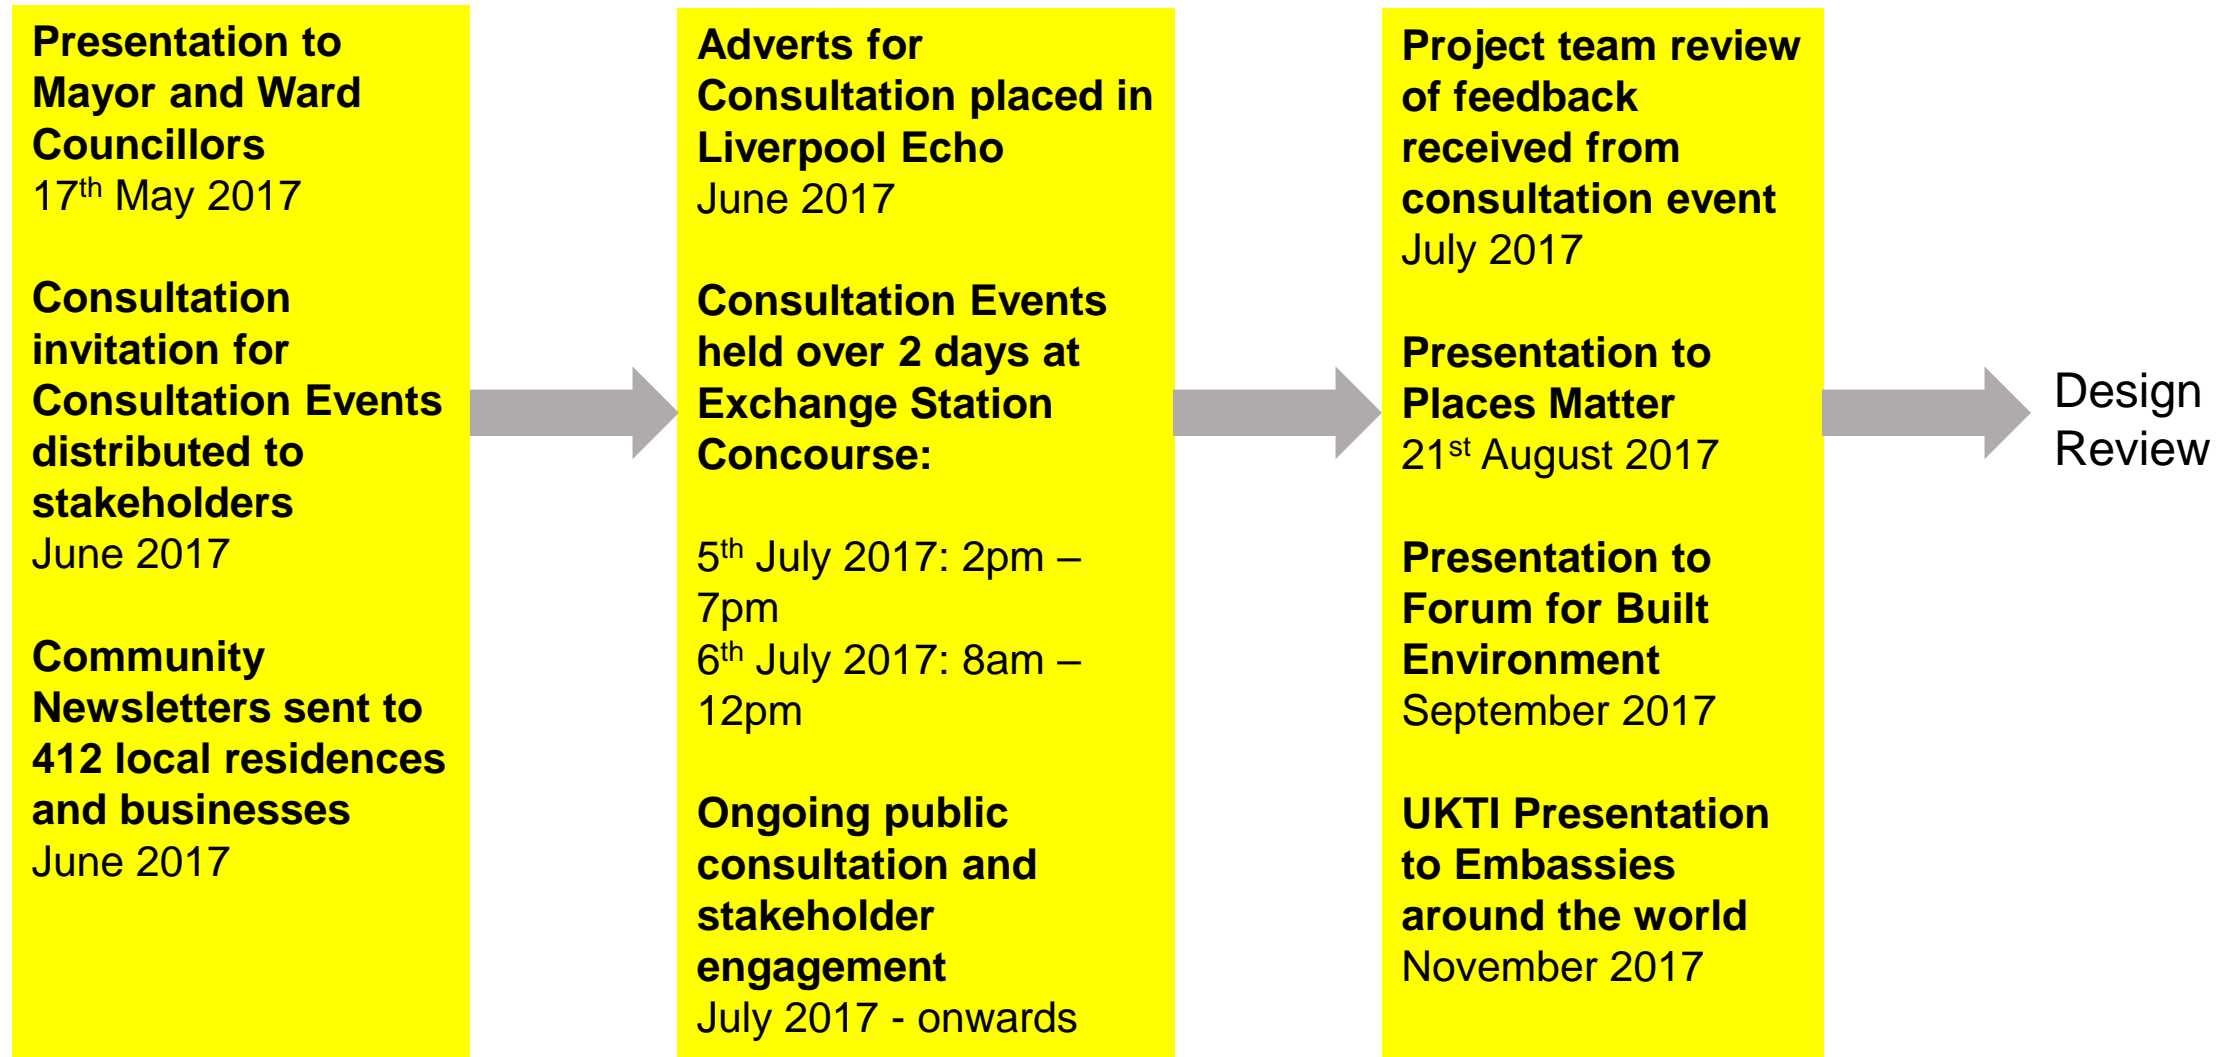 Presentation to
Mayor and Ward
Councillors
17th May 2017
Consultation
invitation for
Consultation Events
distributed to
stakeholders
June 2017
Community
Newsletters sent to
412 local residences
and businesses
June 2017
Adverts for
Consultation placed in
Liverpool Echo
June 2017
Consultation Events
held over 2 days at
Exchange Station
Concourse:
5th July 2017: 2pm –
7pm
6th July 2017: 8am –
12pm
Ongoing public
consultation and
stakeholder
engagement
July 2017 - onwards
Project team review
of feedback
received from
consultation event
July 2017
Presentation to
Places Matter
21st August 2017
Presentation to
Forum for Built
Environment
September 2017
UKTI Presentation
to Embassies
around the world
November 2017
Design
Review